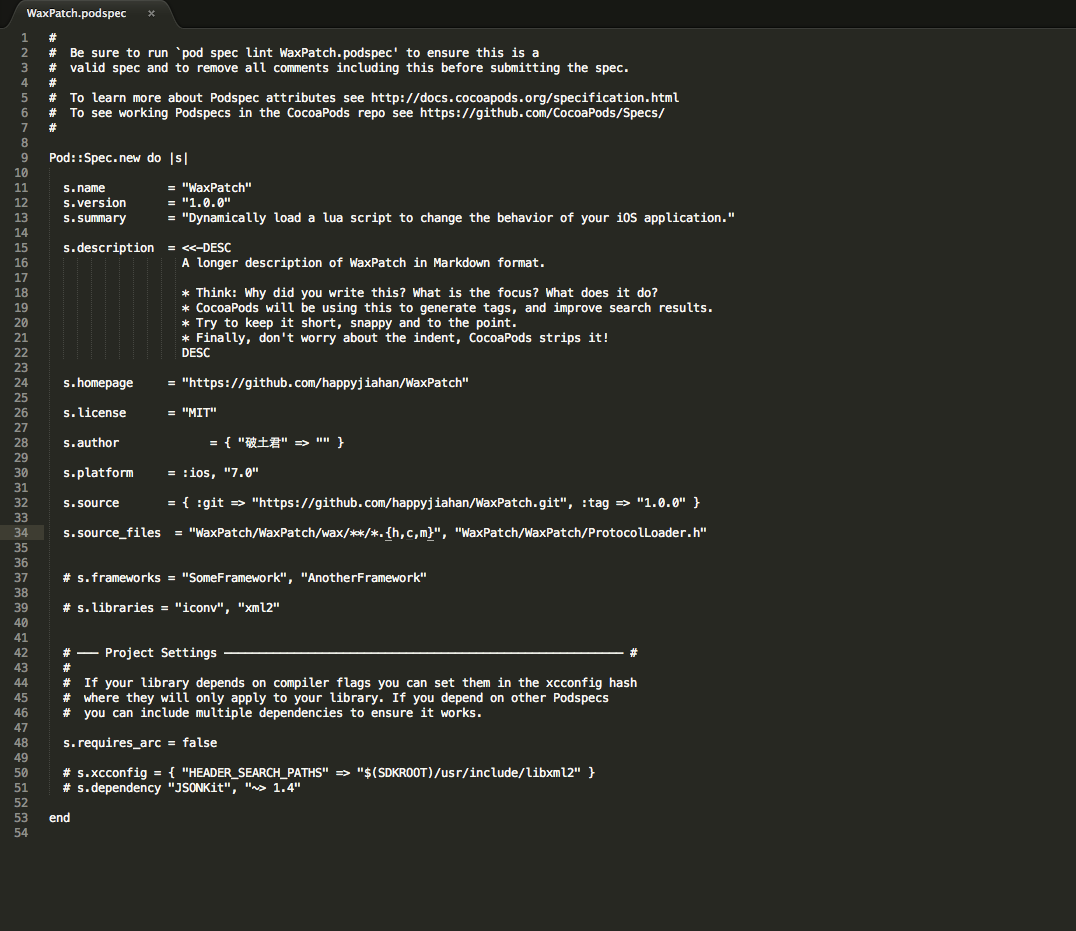 WaxPatch.podspec ×
1 #
2 #  Be sure to run `pod spec lint WaxPatch.podspec' to ensure this is a
3 #  valid spec and to remove all comments including this before submitting the spec.
4 #
5 #  To learn more about Podspec attributes see http://docs.cocoapods.org/specification.html
6 #  To see working Podspecs in the CocoaPods repo see https://github.com/CocoaPods/Specs/
7 #
8
9 Pod::Spec.new do |s|
10
11   s.name         = "WaxPatch"
12   s.version      = "1.0.0"
13   s.summary      = "Dynamically load a lua script to change the behavior of your iOS application."
14
15   s.description  = <<-DESC
16                    A longer description of WaxPatch in Markdown format.
17
18                    * Think: Why did you write this? What is the focus? What does it do?
19                    * CocoaPods will be using this to generate tags, and improve search results.
20                    * Try to keep it short, snappy and to the point.
21                    * Finally, don't worry about the indent, CocoaPods strips it!
22                    DESC
23
24   s.homepage     = "https://github.com/happyjiahan/WaxPatch"
25
26   s.license      = "MIT"
27
28   s.author             = { "破土君" => "" }
29
30   s.platform     = :ios, "7.0"
31
32   s.source       = { :git => "https://github.com/happyjiahan/WaxPatch.git", :tag => "1.0.0" }
33
34   s.source_files  = "WaxPatch/WaxPatch/wax/**/*.{h,c,m}", "WaxPatch/WaxPatch/ProtocolLoader.h"
35
36
37   # s.frameworks = "SomeFramework", "AnotherFramework"
38
39   # s.libraries = "iconv", "xml2"
40
41
42   # ――― Project Settings ――――――――――――――――――――――――――――――――――――――――――――――――――――――――― #
43   #
44   #  If your library depends on compiler flags you can set them in the xcconfig hash
45   #  where they will only apply to your library. If you depend on other Podspecs
46   #  you can include multiple dependencies to ensure it works.
47
48   s.requires_arc = false
49
50   # s.xcconfig = { "HEADER_SEARCH_PATHS" => "$(SDKROOT)/usr/include/libxml2" }
51   # s.dependency "JSONKit", "~> 1.4"
52
53 end
54